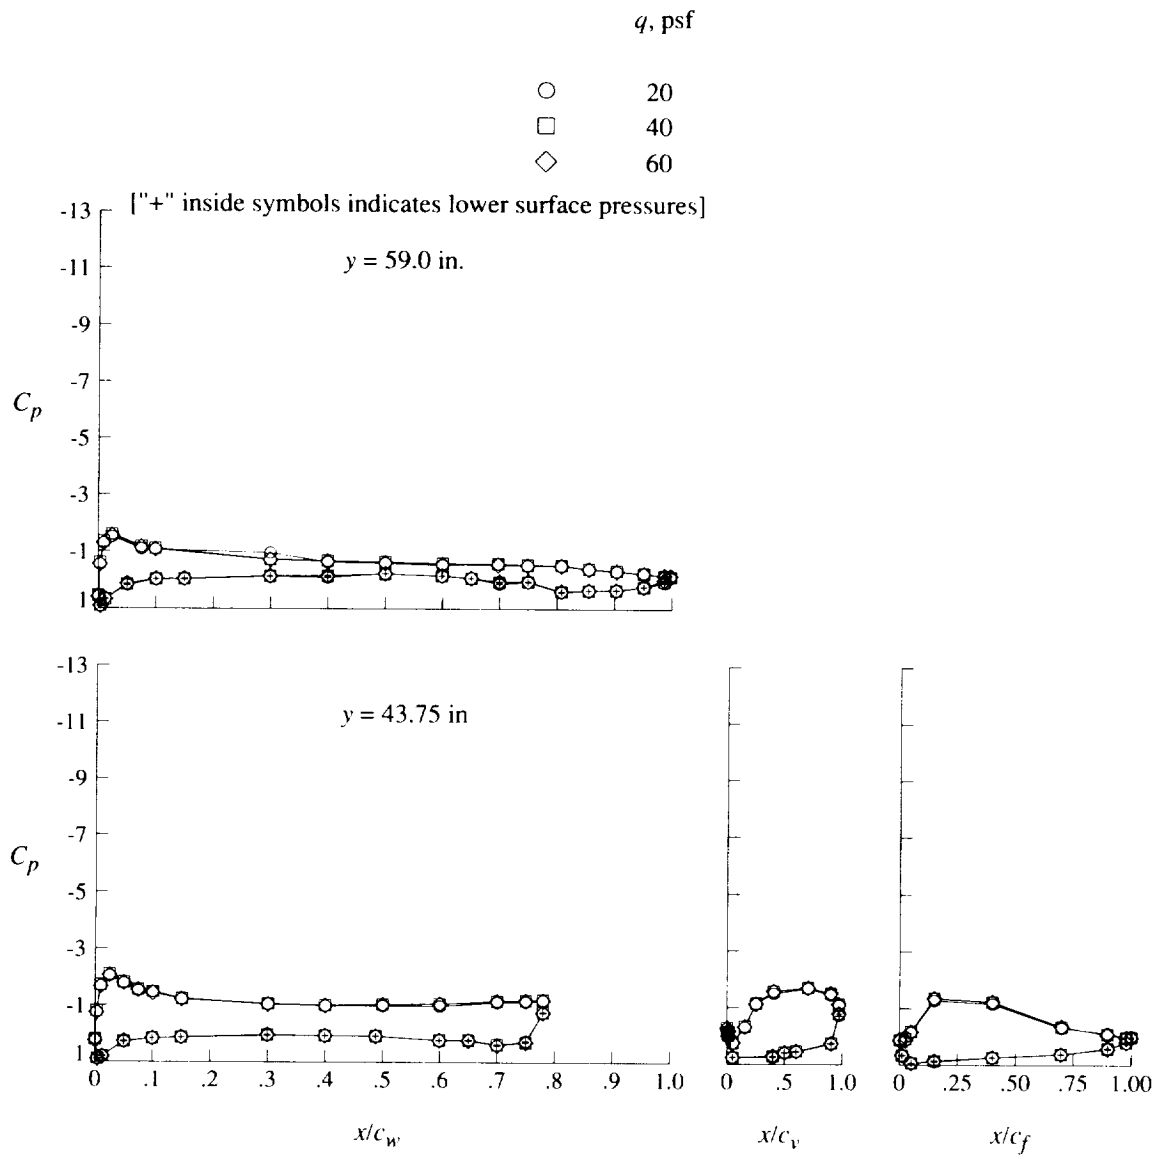 q, psf
20
40
60
["+" inside symbols indicates lower surface pressures]
y = 59.0 in.
-13
-11
-9
-7
-5
-3
-1
1
C_p
y = 43.75 in
-13
-11
-9
-7
-5
-3
-1
1
C_p
0 .1 .2 .3 .4 .5 .6 .7 .8 .9 1.0
x/c_w
0 .5 1.0
x/c_v
0 .25 .50 .75 1.00
x/c_f